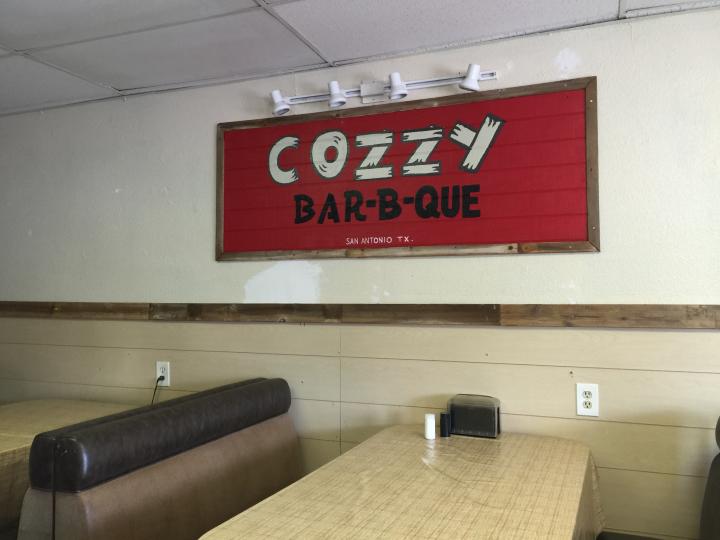 COZZY
BAR-B-QUE
SAN ANTONIO TX.